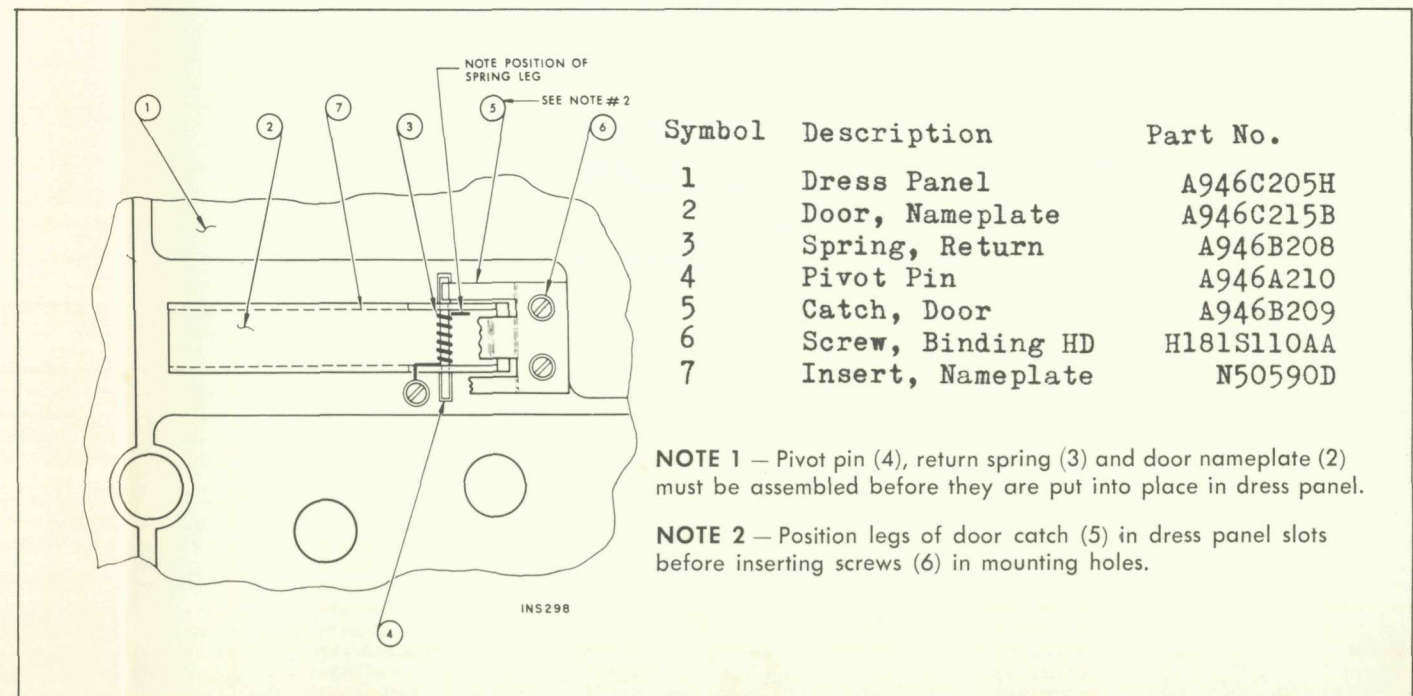 NOTE POSITION OF
SPRING LEG
1
2
7
3
5
SEE NOTE # 2
6
4
INS298
Symbol Description Part No.
1 Dress Panel A946C205H
2 Door, Nameplate A946C215B
3 Spring, Return A946B208
4 Pivot Pin A946A210
5 Catch, Door A946B209
6 Screw, Binding HD H181S110AA
7 Insert, Nameplate N50590D
NOTE 1 — Pivot pin (4), return spring (3) and door nameplate (2)
must be assembled before they are put into place in dress panel.
NOTE 2 — Position legs of door catch (5) in dress panel slots
before inserting screws (6) in mounting holes.